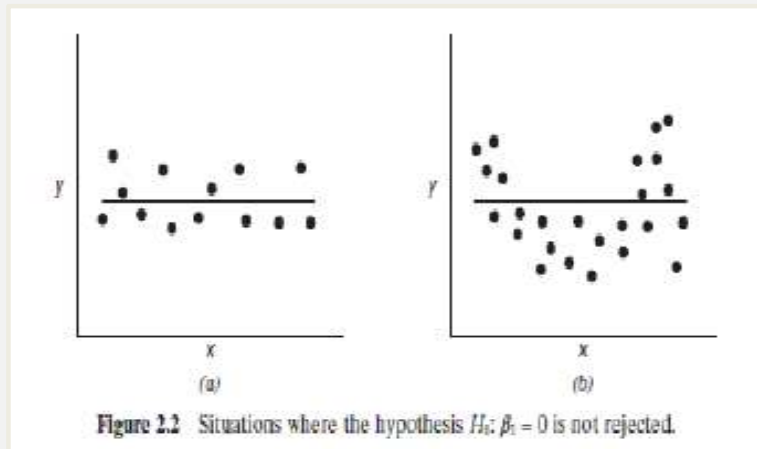 y
y
x
x
(a)
(b)
Figure 2.2 Situations where the hypothesis H₀: β₁ = 0 is not rejected.